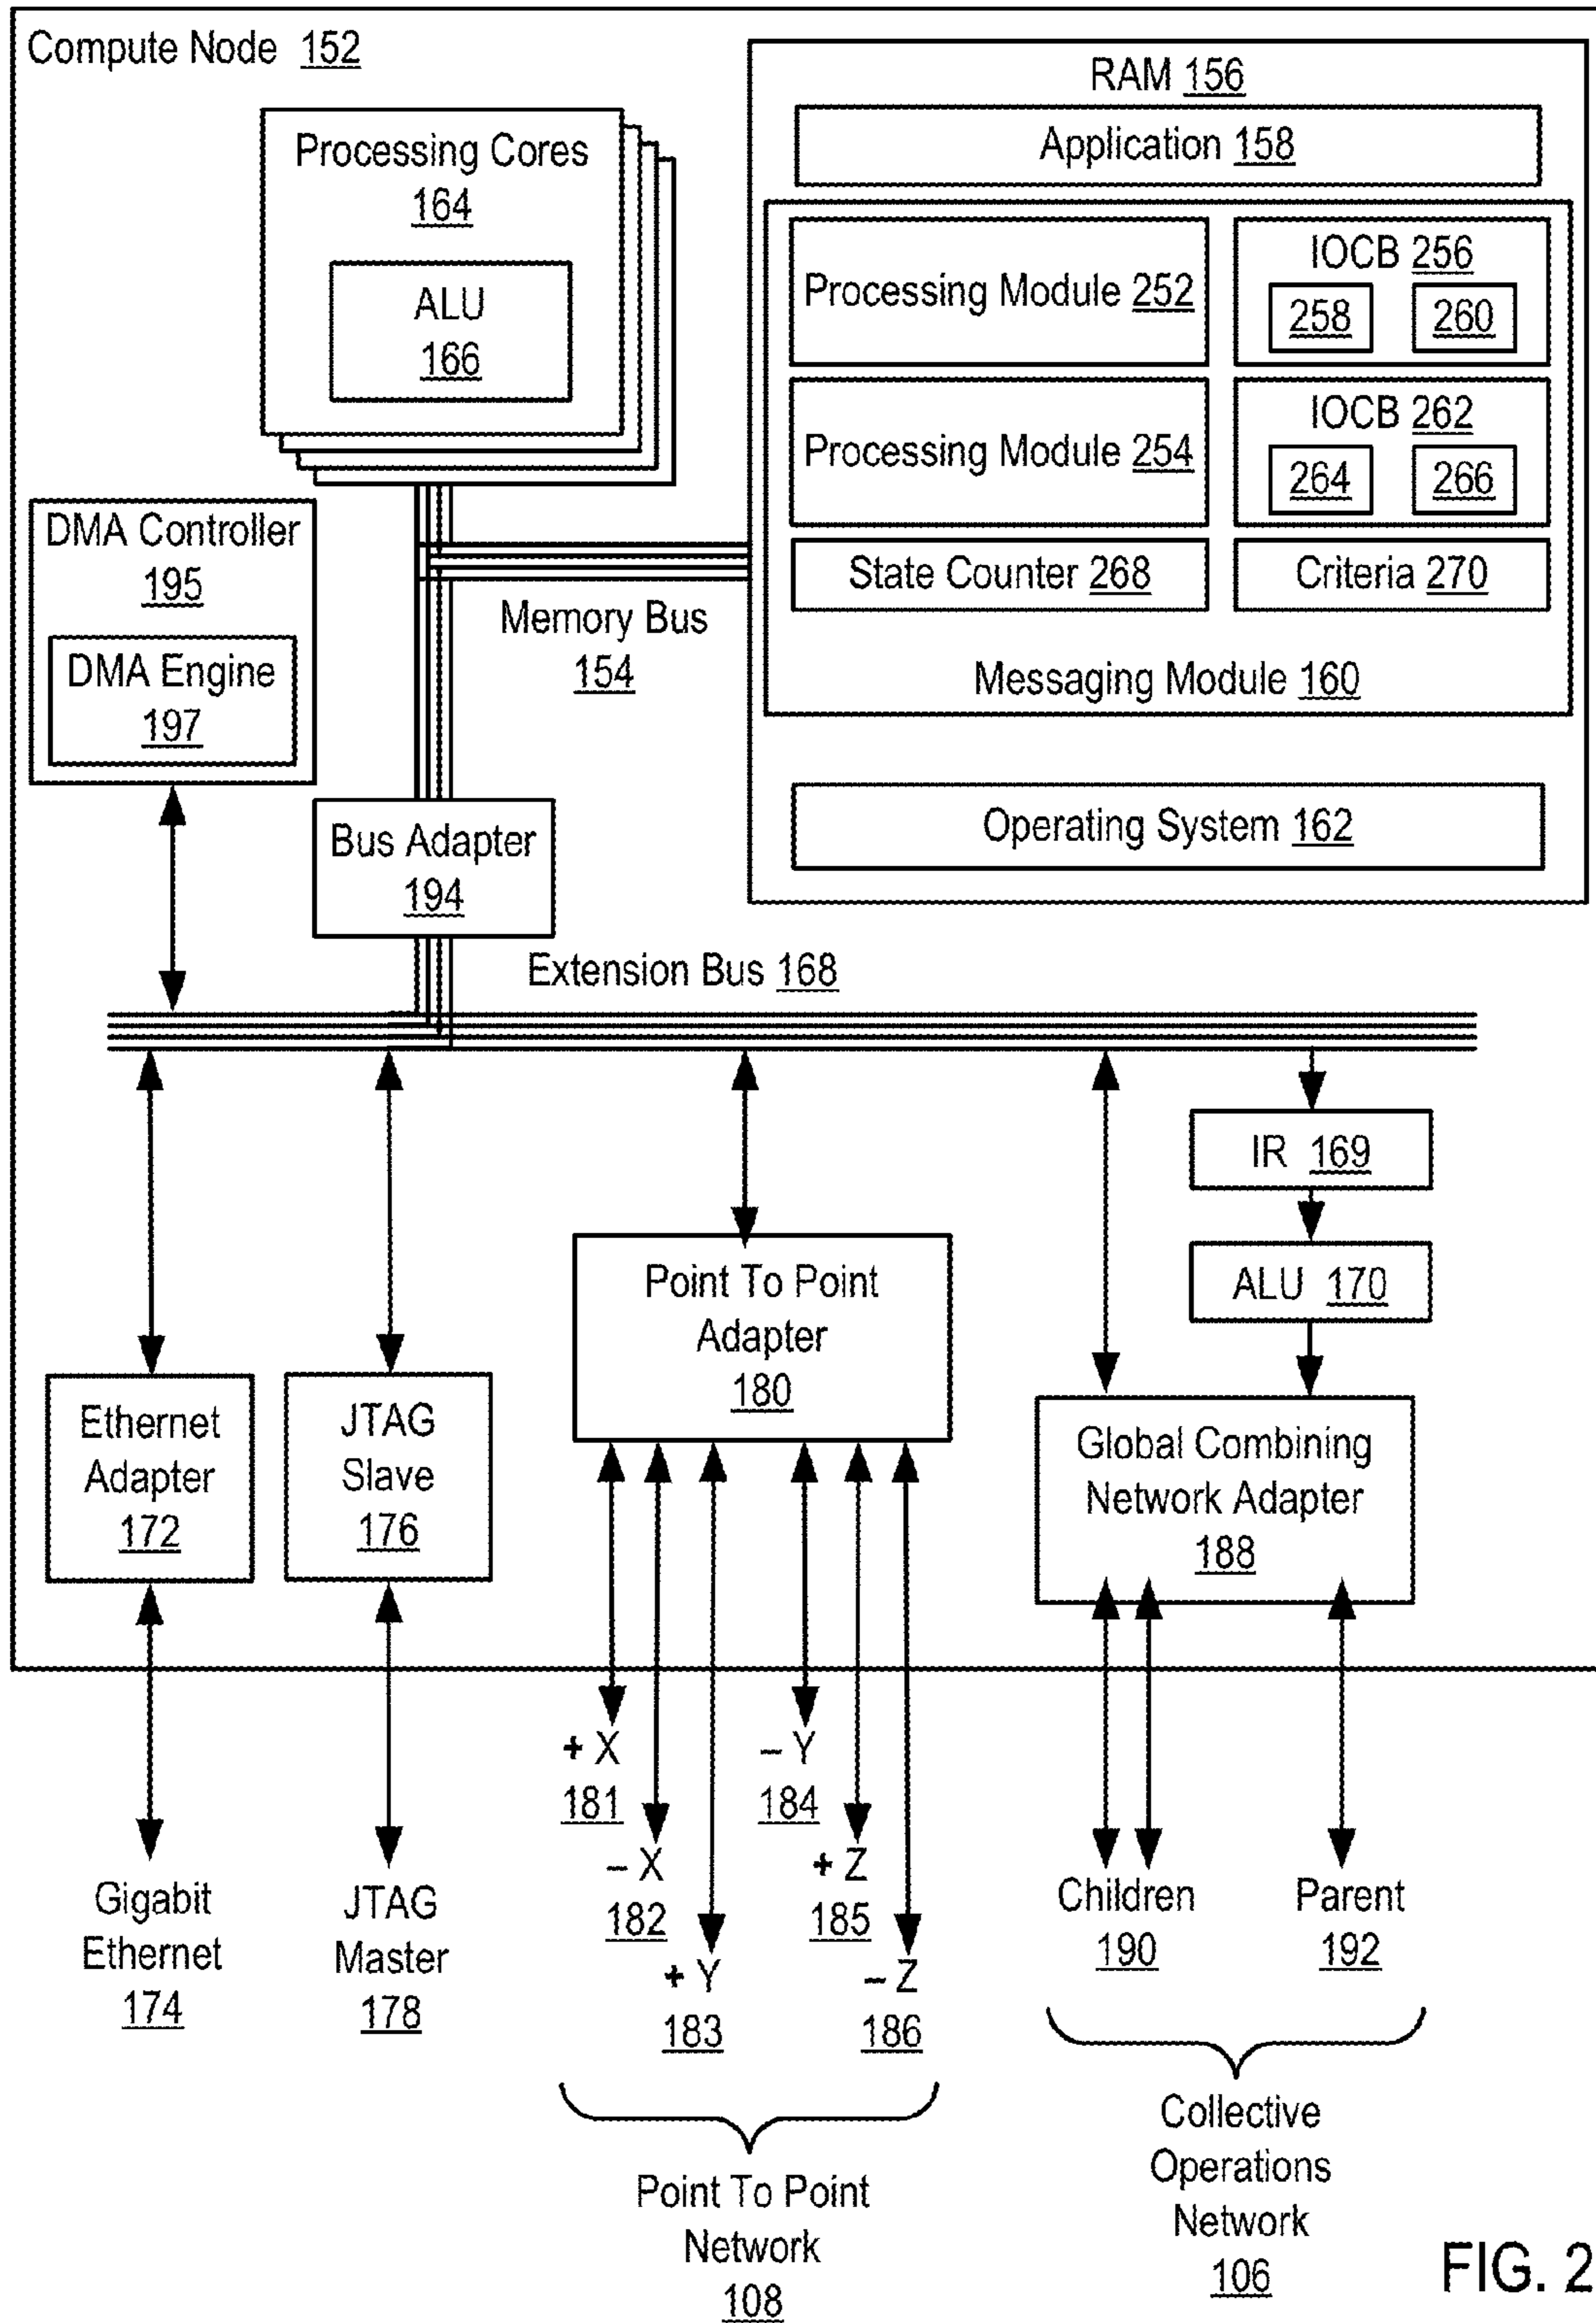 Compute Node 152
RAM 156
Application 158
Processing Cores
164
ALU
166
Processing Module 252
IOCB 256
258 260
Processing Module 254
IOCB 262
264 266
State Counter 268
Criteria 270
Messaging Module 160
Operating System 162
DMA Controller
195
DMA Engine
197
Memory Bus
154
Bus Adapter
194
Extension Bus 168
IR 169
ALU 170
Point To Point
Adapter
180
Ethernet
Adapter
172
JTAG
Slave
176
Global Combining
Network Adapter
188
+ X
181
– Y
184
– X
182
+ Z
185
+ Y
183
– Z
186
Gigabit
Ethernet
174
JTAG
Master
178
Children
190
Parent
192
Point To Point
Network
108
Collective
Operations
Network
106
FIG. 2